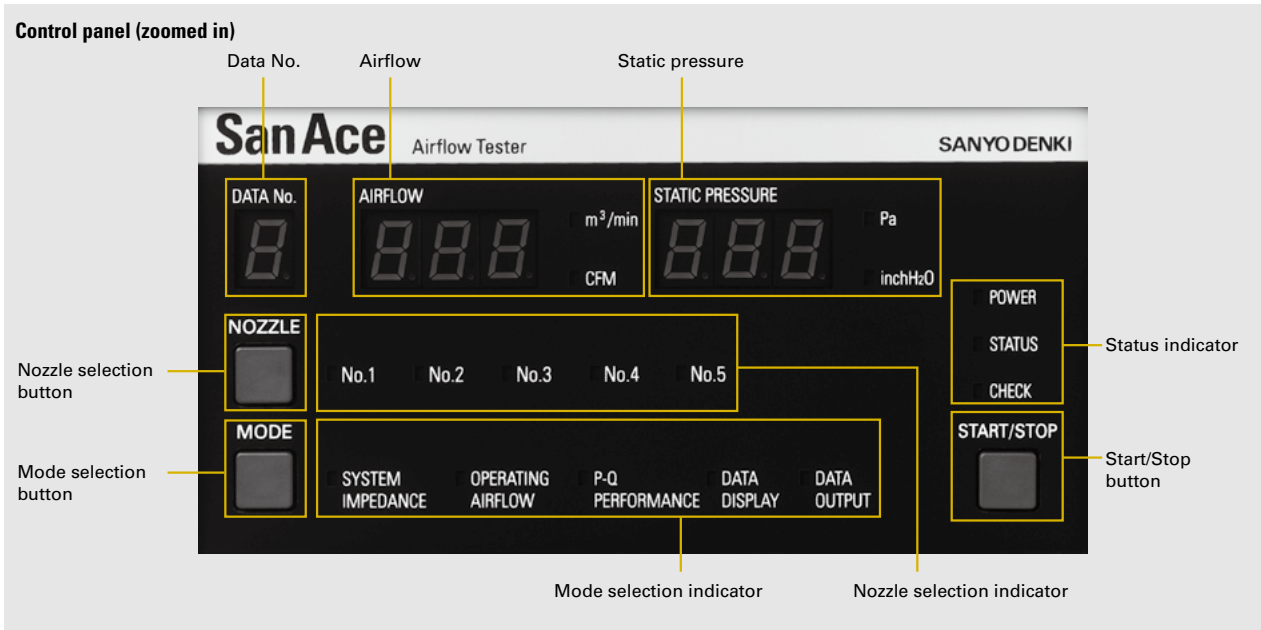 Control panel (zoomed in)
Data No.
Airflow
Static pressure
San Ace Airflow Tester
SANYO DENKI
DATA No.
AIRFLOW
m³/min
CFM
STATIC PRESSURE
Pa
inchH₂O
POWER
STATUS
CHECK
Status indicator
NOZZLE
Nozzle selection
button
No.1 No.2 No.3 No.4 No.5
MODE
Mode selection
button
SYSTEM
IMPEDANCE
OPERATING
AIRFLOW
P-Q
PERFORMANCE
DATA
DISPLAY
DATA
OUTPUT
START/STOP
Start/Stop
button
Mode selection indicator
Nozzle selection indicator